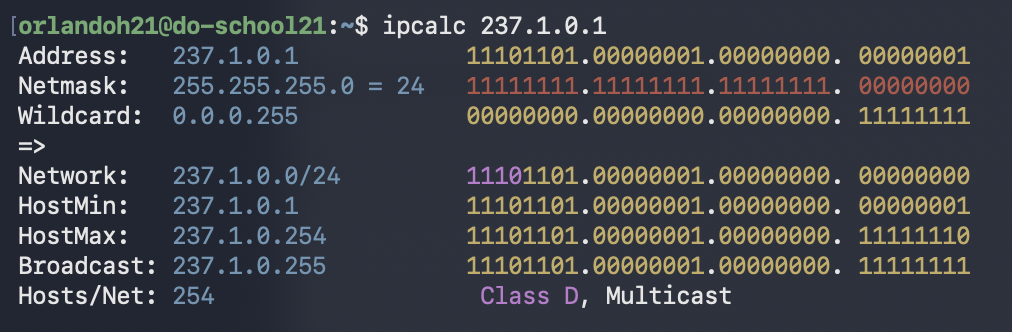 [orlandoh21@do-school21:~$ ipcalc 237.1.0.1
Address:   237.1.0.1            11101101.00000001.00000000. 00000001
Netmask:   255.255.255.0 = 24   11111111.11111111.11111111. 00000000
Wildcard:  0.0.0.255            00000000.00000000.00000000. 11111111
=>
Network:   237.1.0.0/24         11101101.00000001.00000000. 00000000
HostMin:   237.1.0.1            11101101.00000001.00000000. 00000001
HostMax:   237.1.0.254          11101101.00000001.00000000. 11111110
Broadcast: 237.1.0.255          11101101.00000001.00000000. 11111111
Hosts/Net: 254                   Class D, Multicast